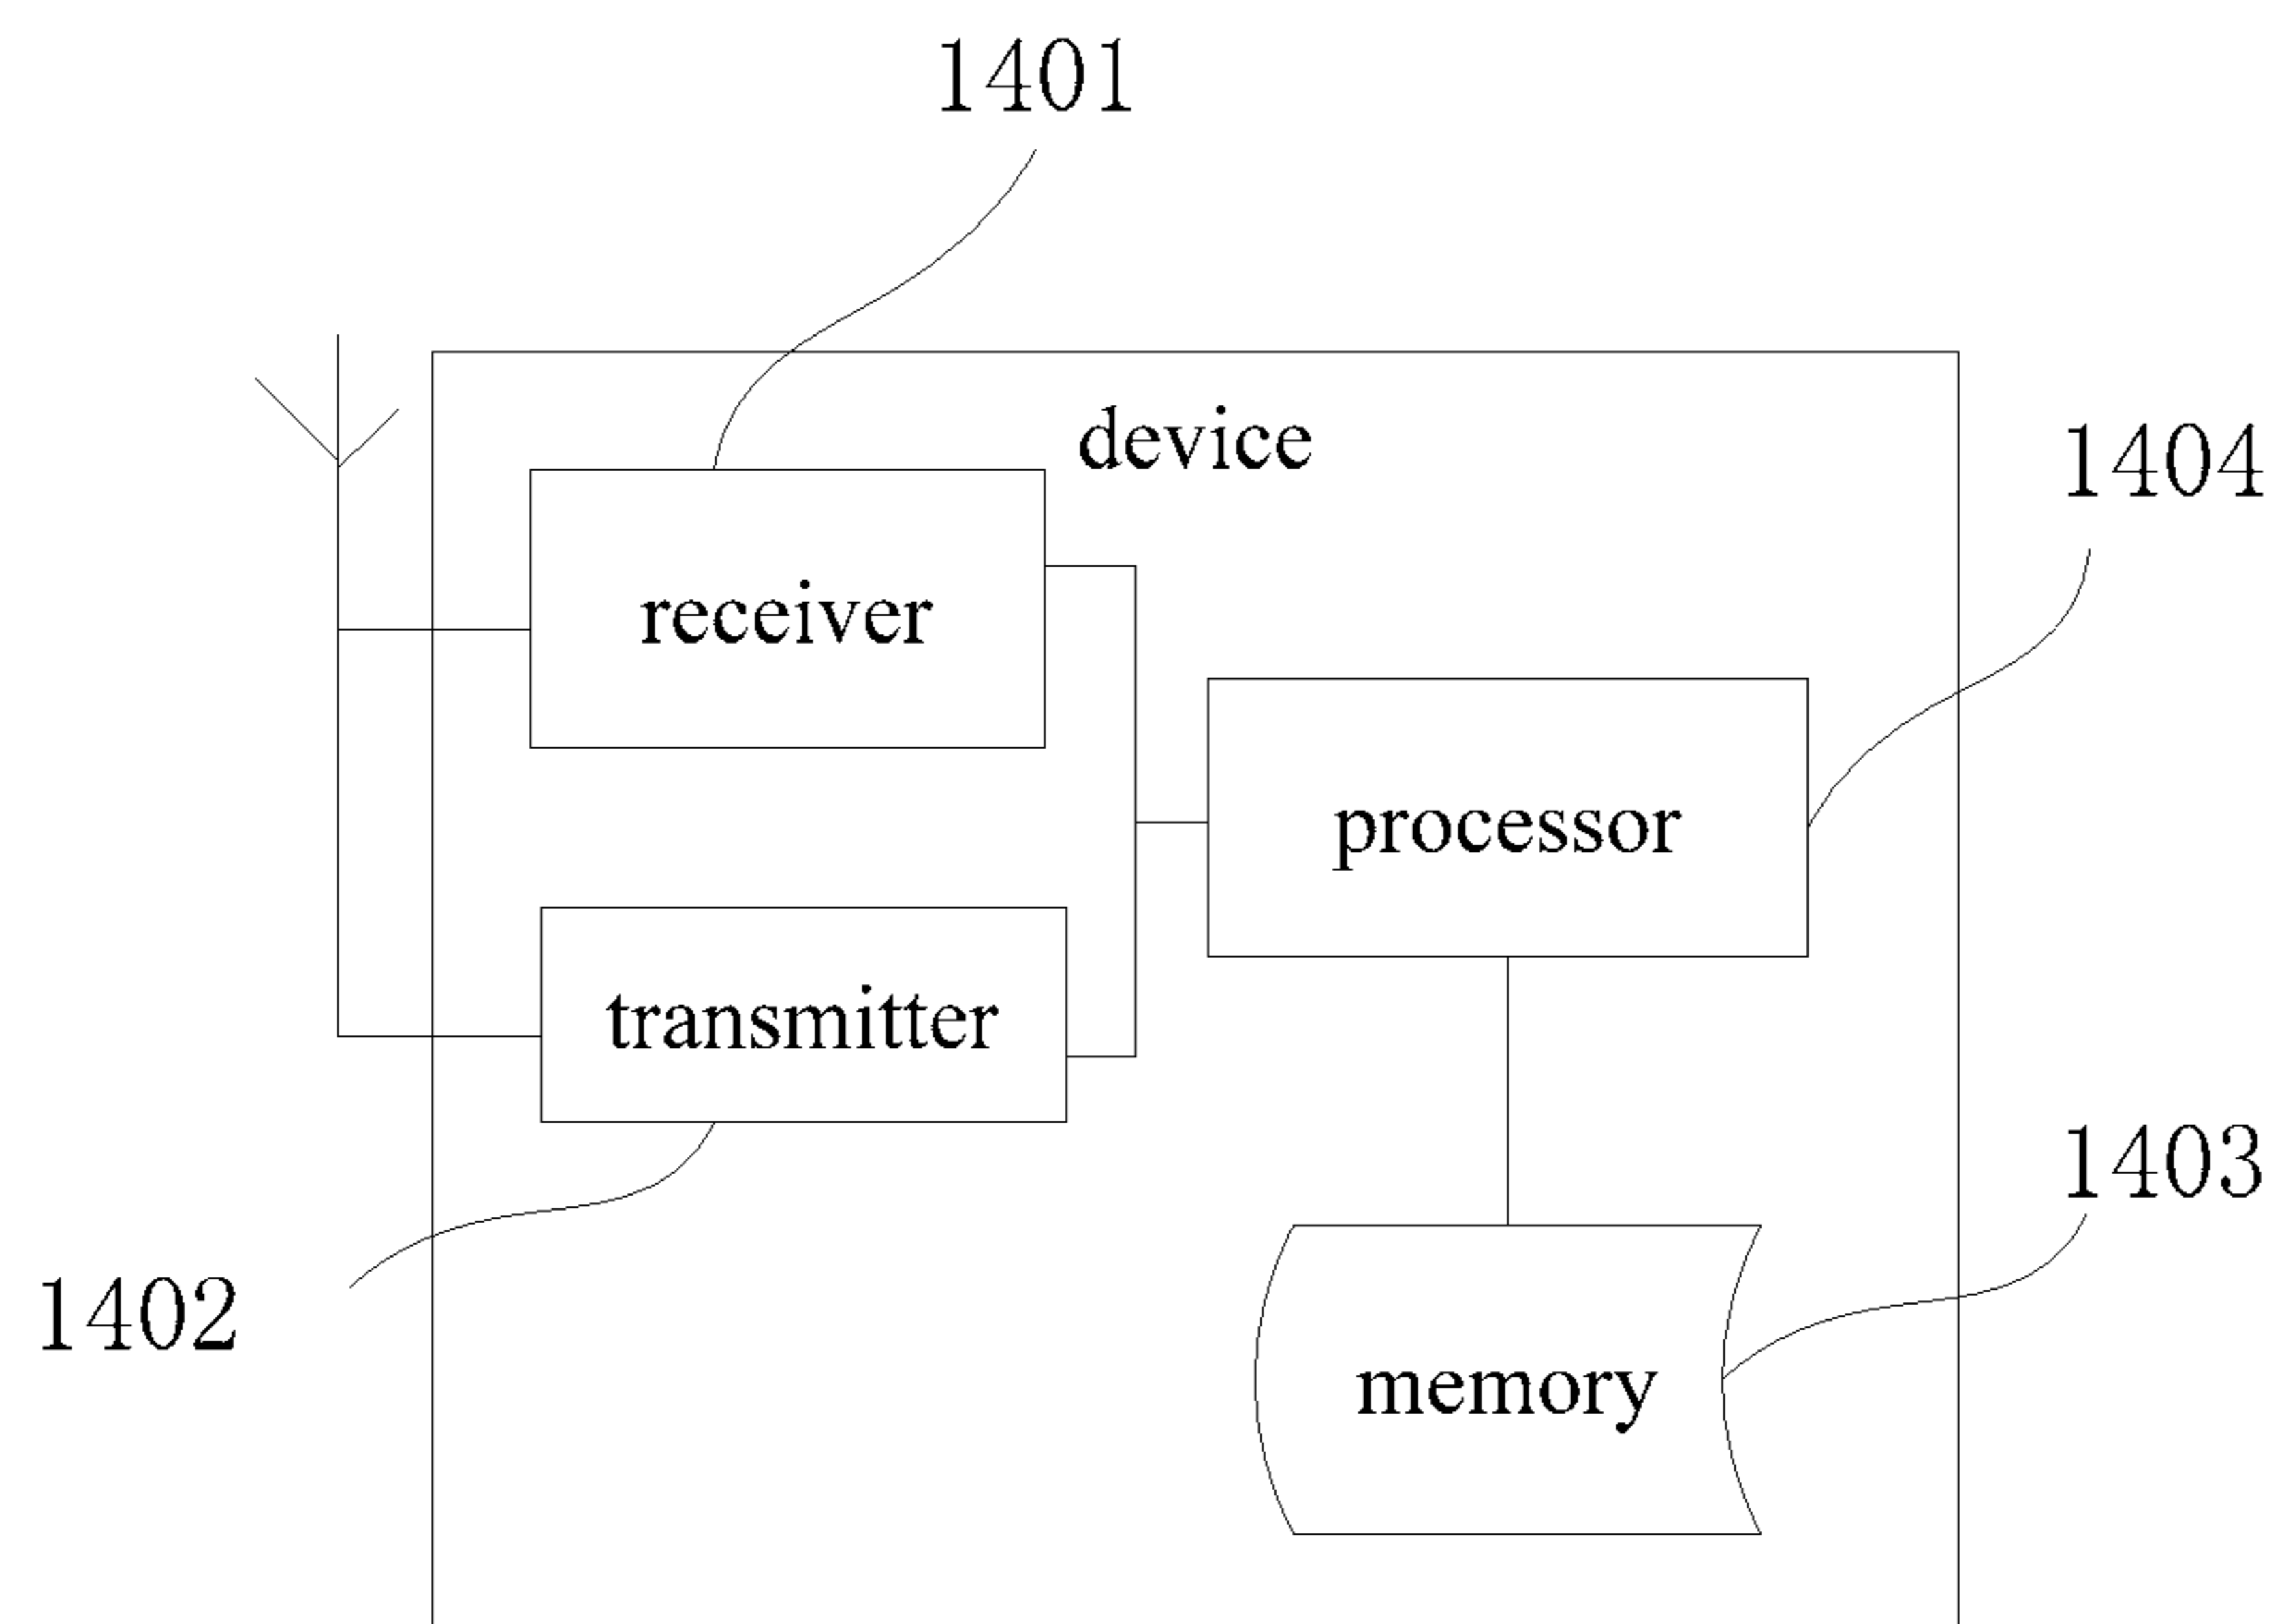 1401
device
1404
receiver
processor
transmitter
1403
1402
memory